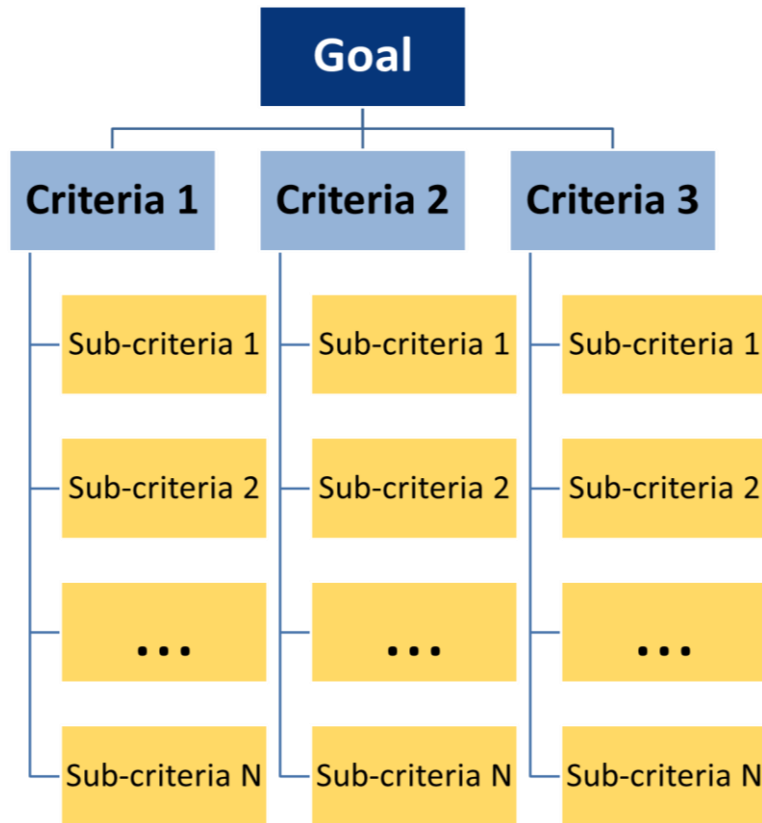 Goal
Criteria 1
Criteria 2
Criteria 3
Sub-criteria 1
Sub-criteria 1
Sub-criteria 1
Sub-criteria 2
Sub-criteria 2
Sub-criteria 2
...
...
...
Sub-criteria N
Sub-criteria N
Sub-criteria N